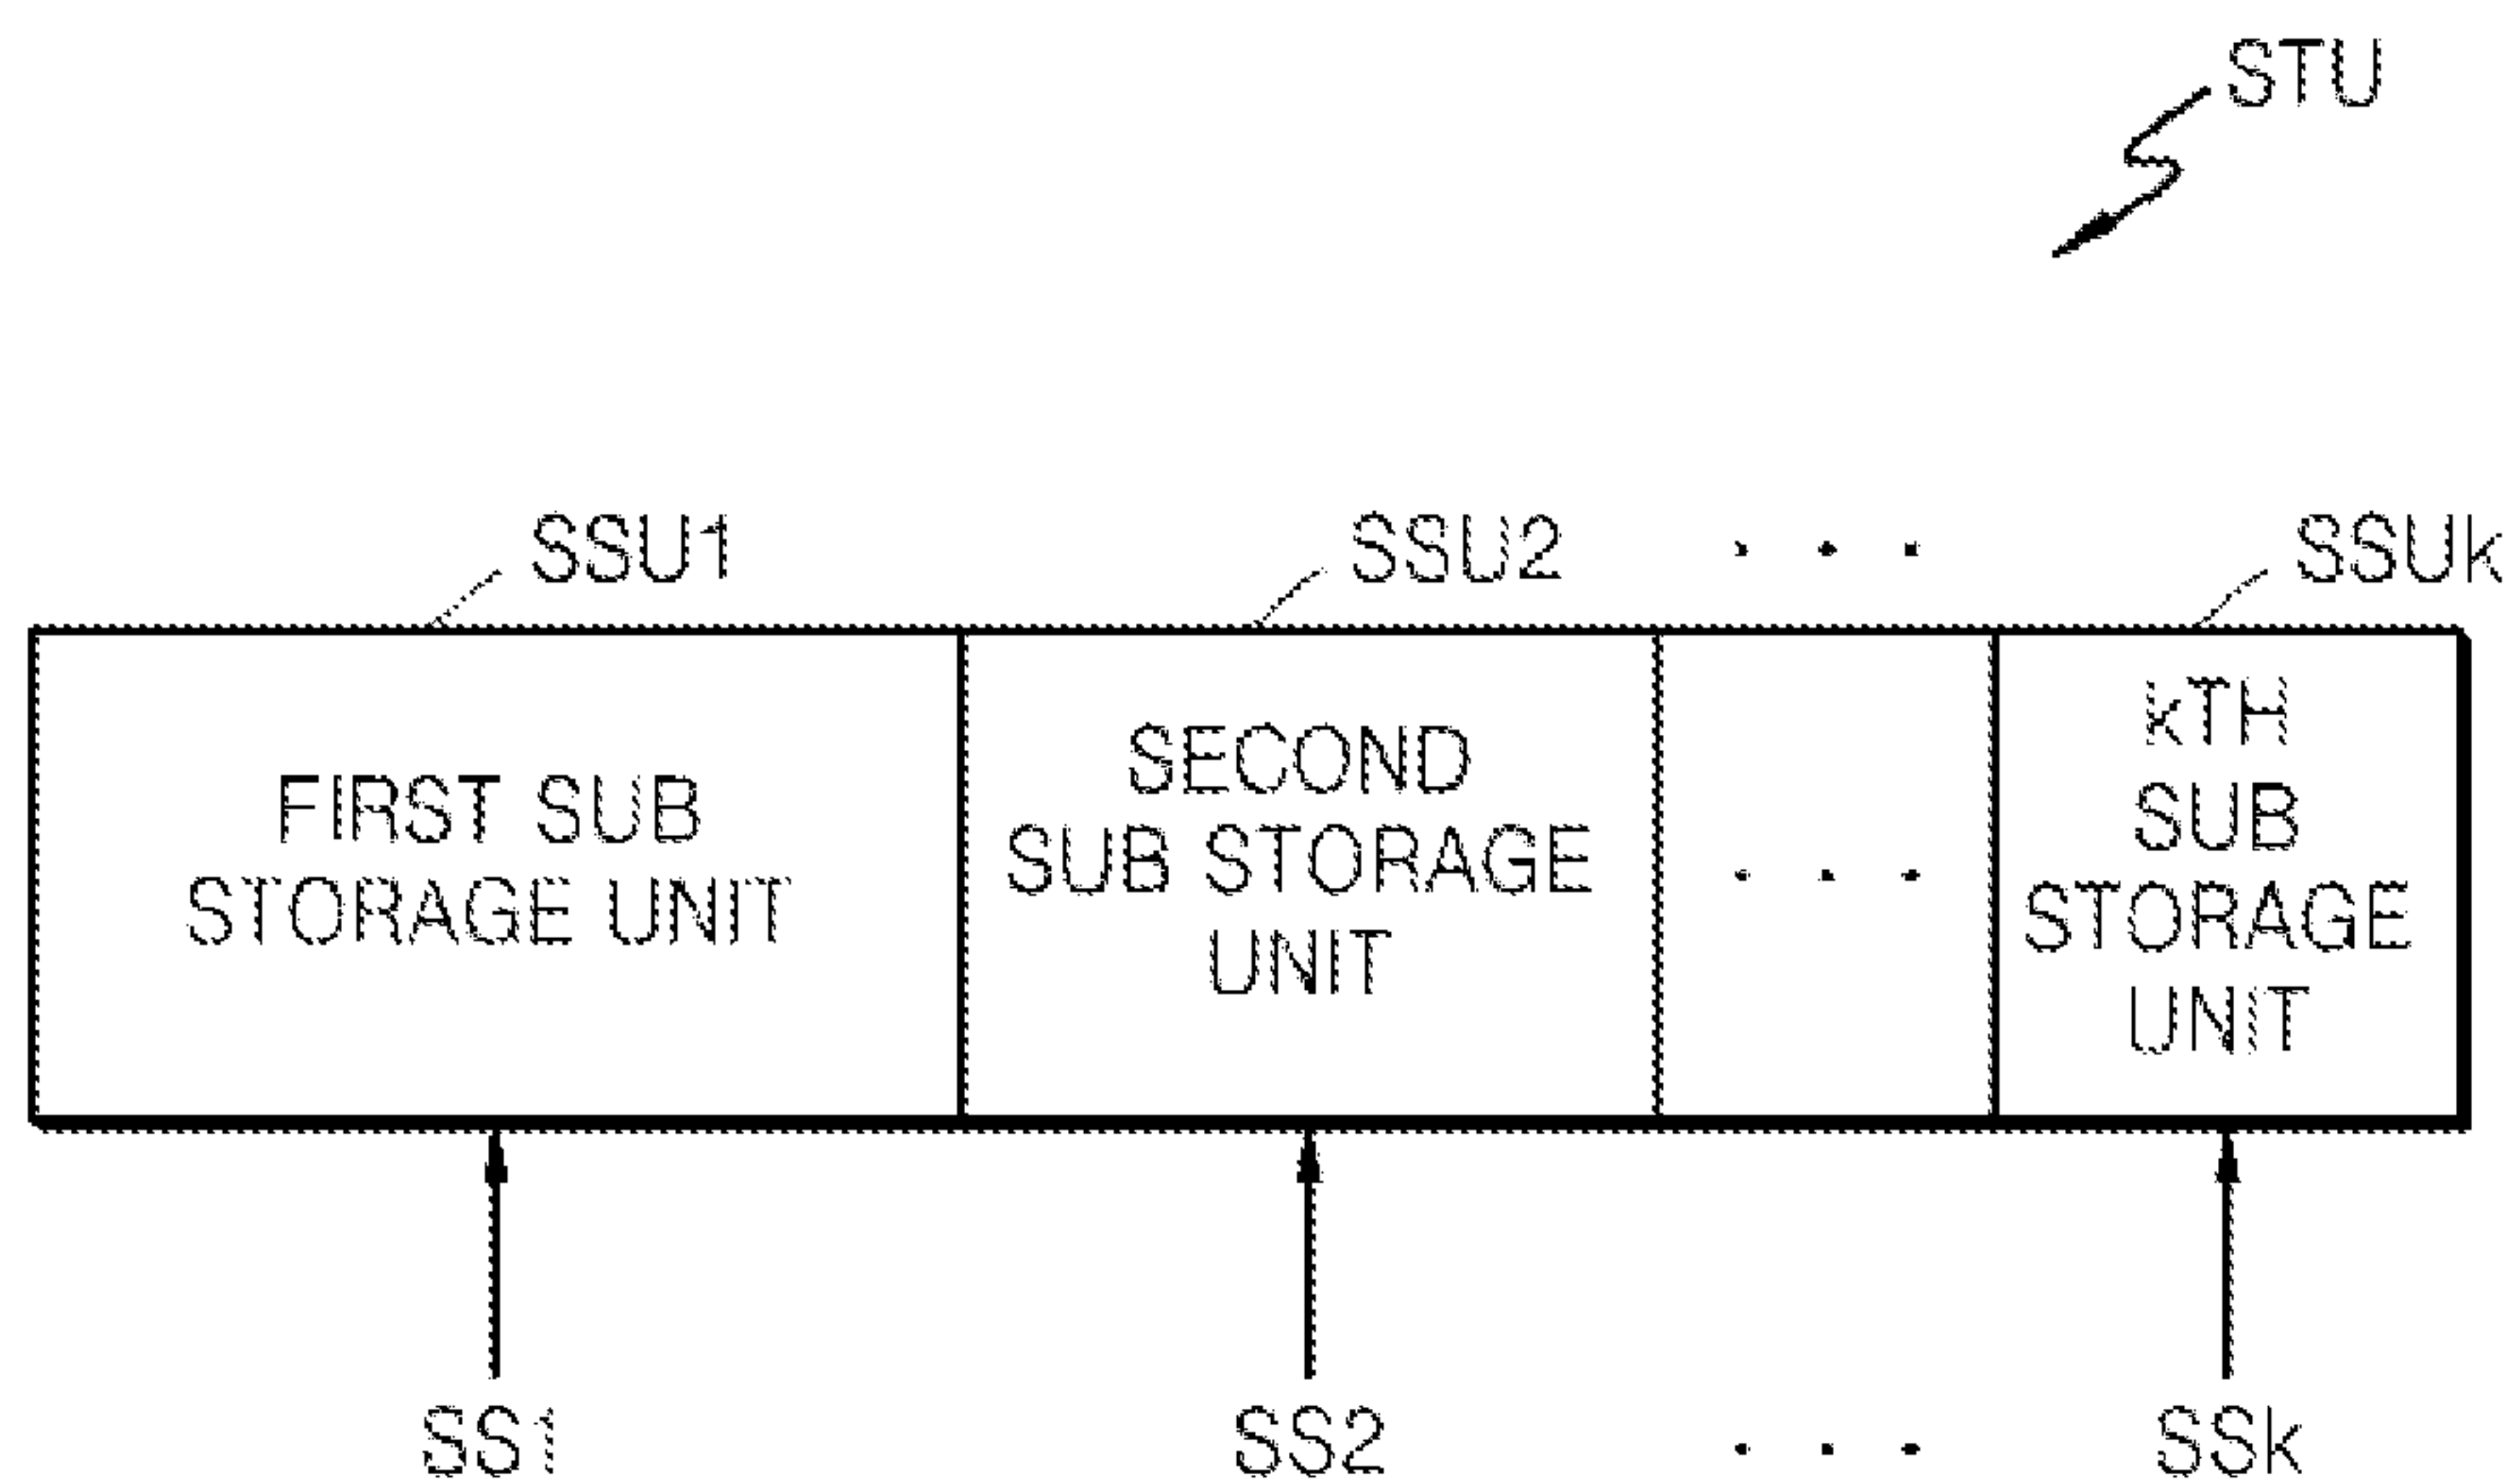 STU
SSU1
SSU2
. . .
SSUk
FIRST SUB
STORAGE UNIT
SECOND
SUB STORAGE
UNIT
. . .
kTH
SUB
STORAGE
UNIT
SS1
SS2
. . .
SSk